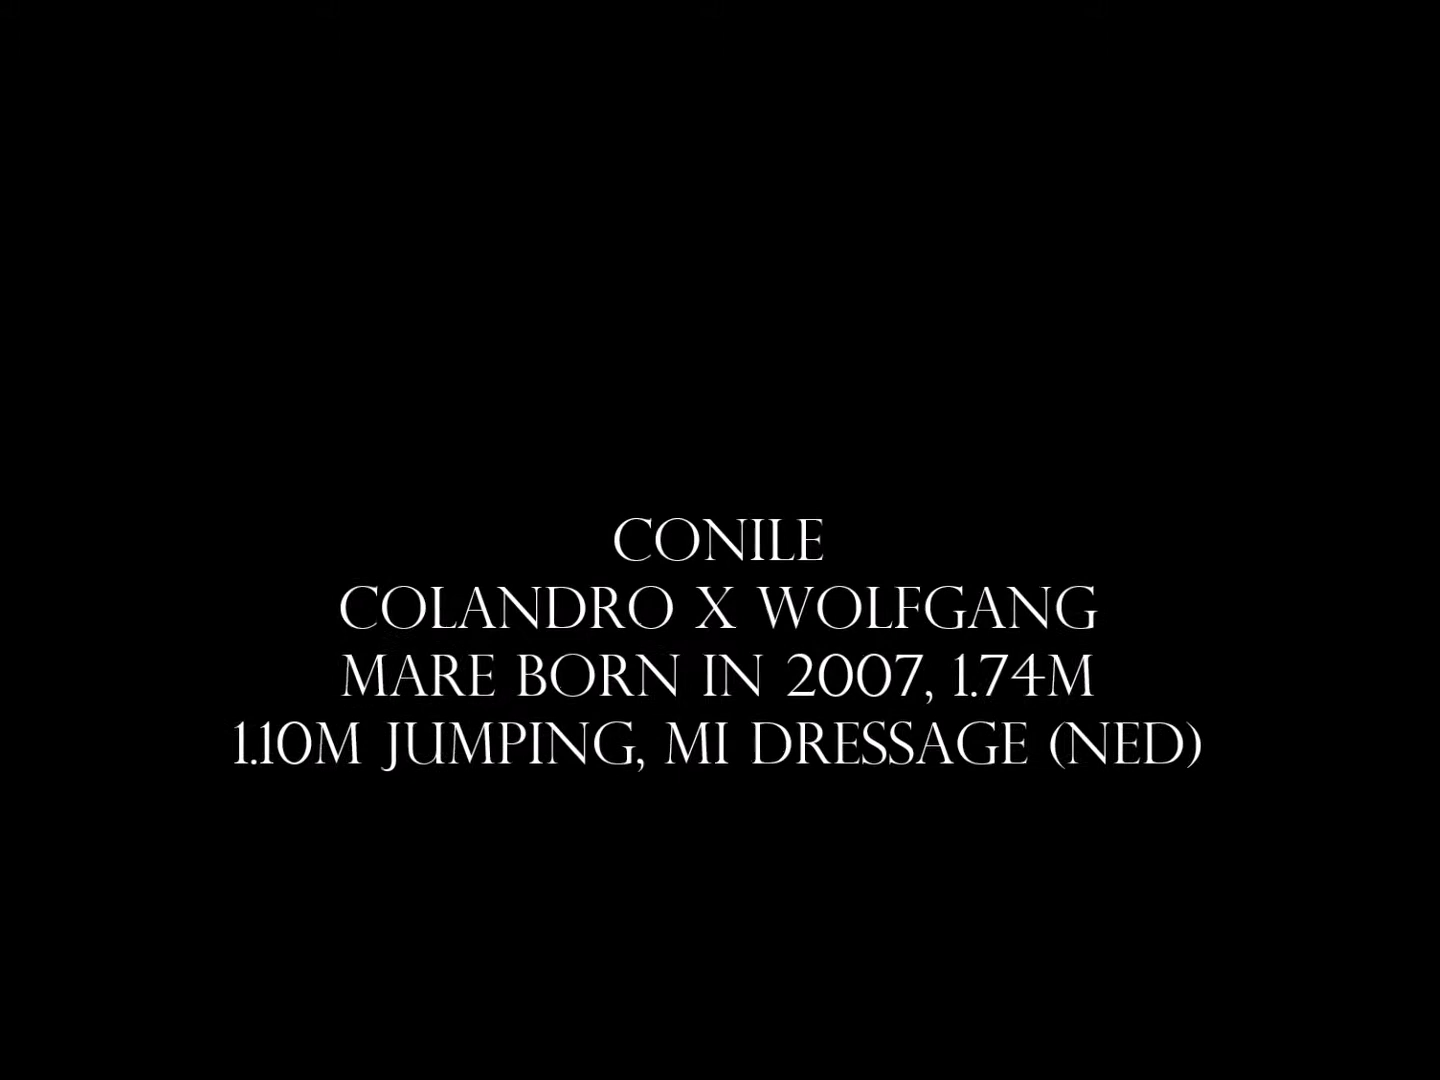 CONILE
COLANDRO X WOLFGANG
MARE BORN IN 2007, 1.74M
1.10M JUMPING, M1 DRESSAGE (NED)